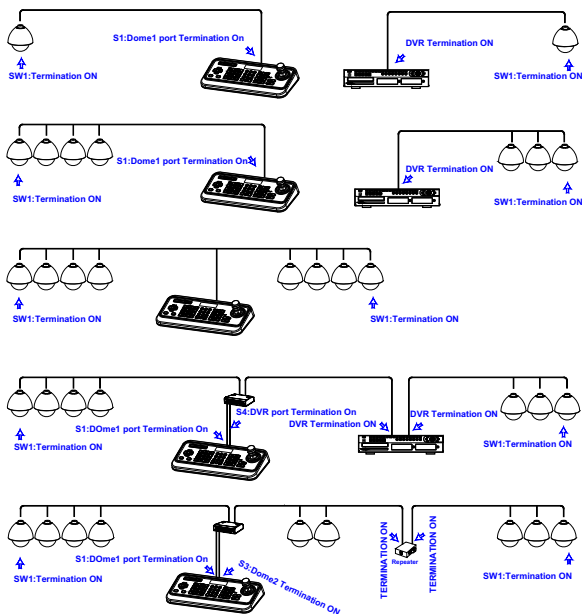 S1:Dome1 port Termination On
DVR Termination ON
SW1:Termination ON
SW1:Termination ON
S1:Dome1 port Termination On
DVR Termination ON
SW1:Termination ON
SW1:Termination ON
SW1:Termination ON
SW1:Termination ON
S4:DVR port Termination On
DVR Termination ON
S1:DOme1 port Termination On
DVR Termination ON
SW1:Termination ON
SW1:Termination ON
S1:DOme1 port Termination On
S3:Dome2 Termination ON
TERMINATION ON
Repeater
TERMINATION ON
SW1:Termination ON
SW1:Termination ON